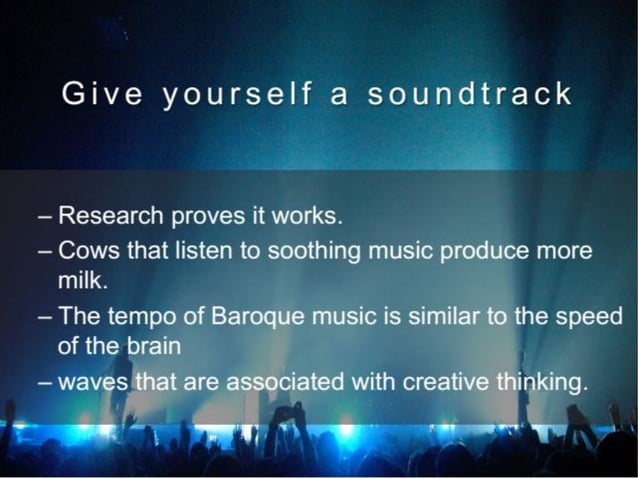 Give yourself a soundtrack
– Research proves it works.
– Cows that listen to soothing music produce more
milk.
– The tempo of Baroque music is similar to the speed
of the brain
– waves that are associated with creative thinking.